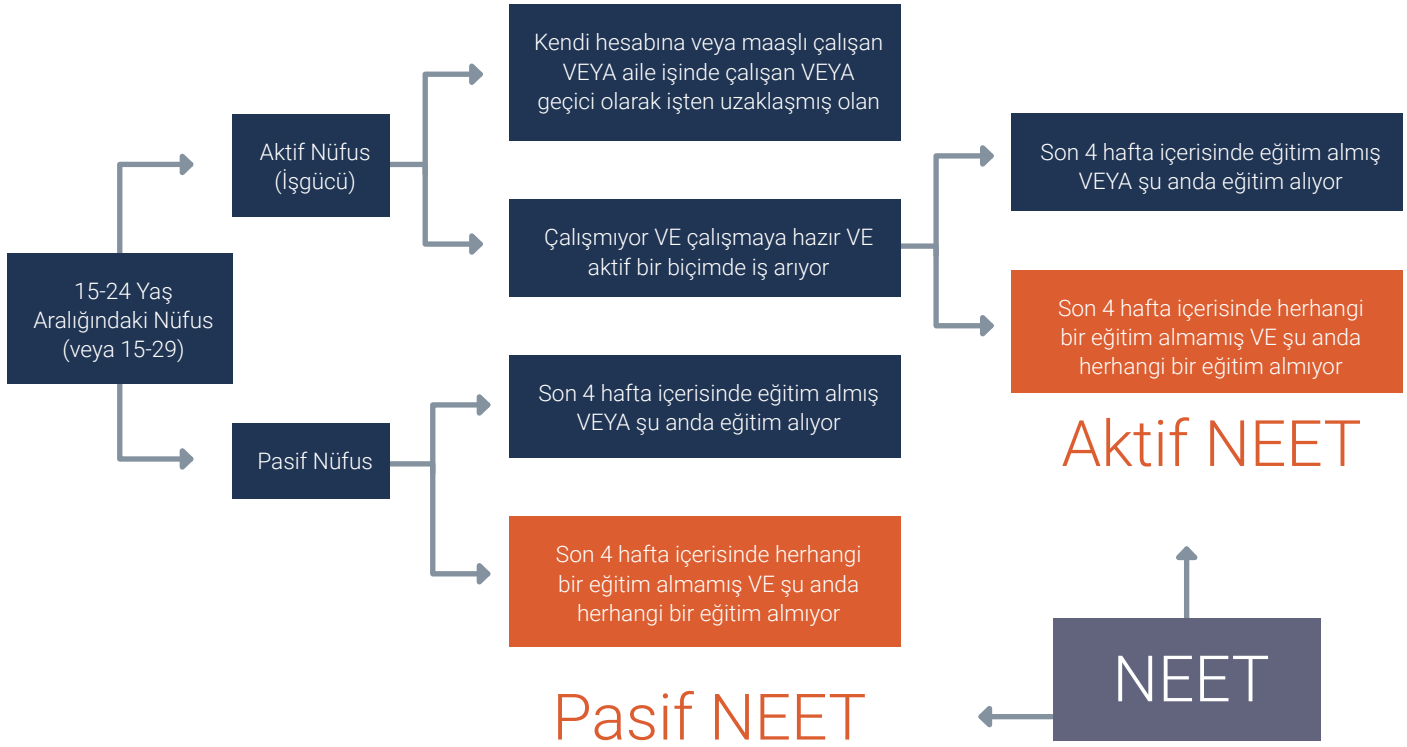 Kendi hesabına veya maaşlı çalışan
VEYA aile işinde çalışan VEYA
geçici olarak işten uzaklaşmış olan
Aktif Nüfus
(İşgücü)
Son 4 hafta içerisinde eğitim almış
VEYA şu anda eğitim alıyor
Çalışmıyor VE çalışmaya hazır VE
aktif bir biçimde iş arıyor
15-24 Yaş
Aralığındaki Nüfus
(veya 15-29)
Son 4 hafta içerisinde herhangi
bir eğitim almamış VE şu anda
herhangi bir eğitim almıyor
Aktif NEET
Son 4 hafta içerisinde eğitim almış
VEYA şu anda eğitim alıyor
Pasif Nüfus
Son 4 hafta içerisinde herhangi
bir eğitim almamış VE şu anda
herhangi bir eğitim almıyor
Pasif NEET
NEET